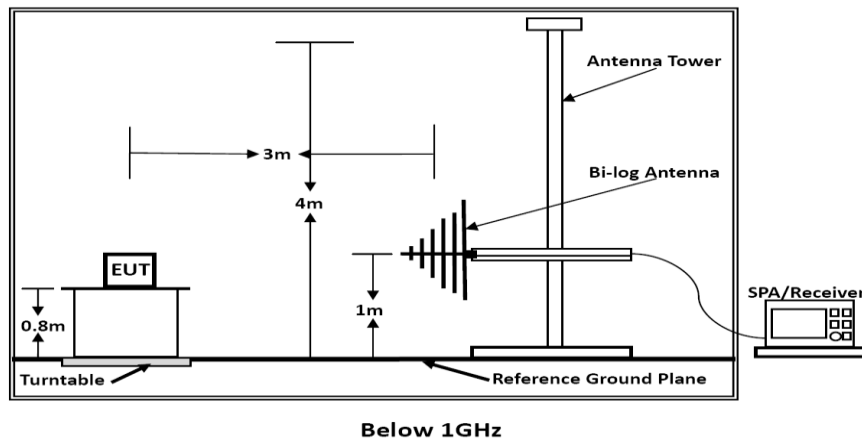 Antenna Tower
3m
Bi-log Antenna
4m
EUT
1m
SPA/Receiver
0.8m
Turntable
Reference Ground Plane
Below 1GHz